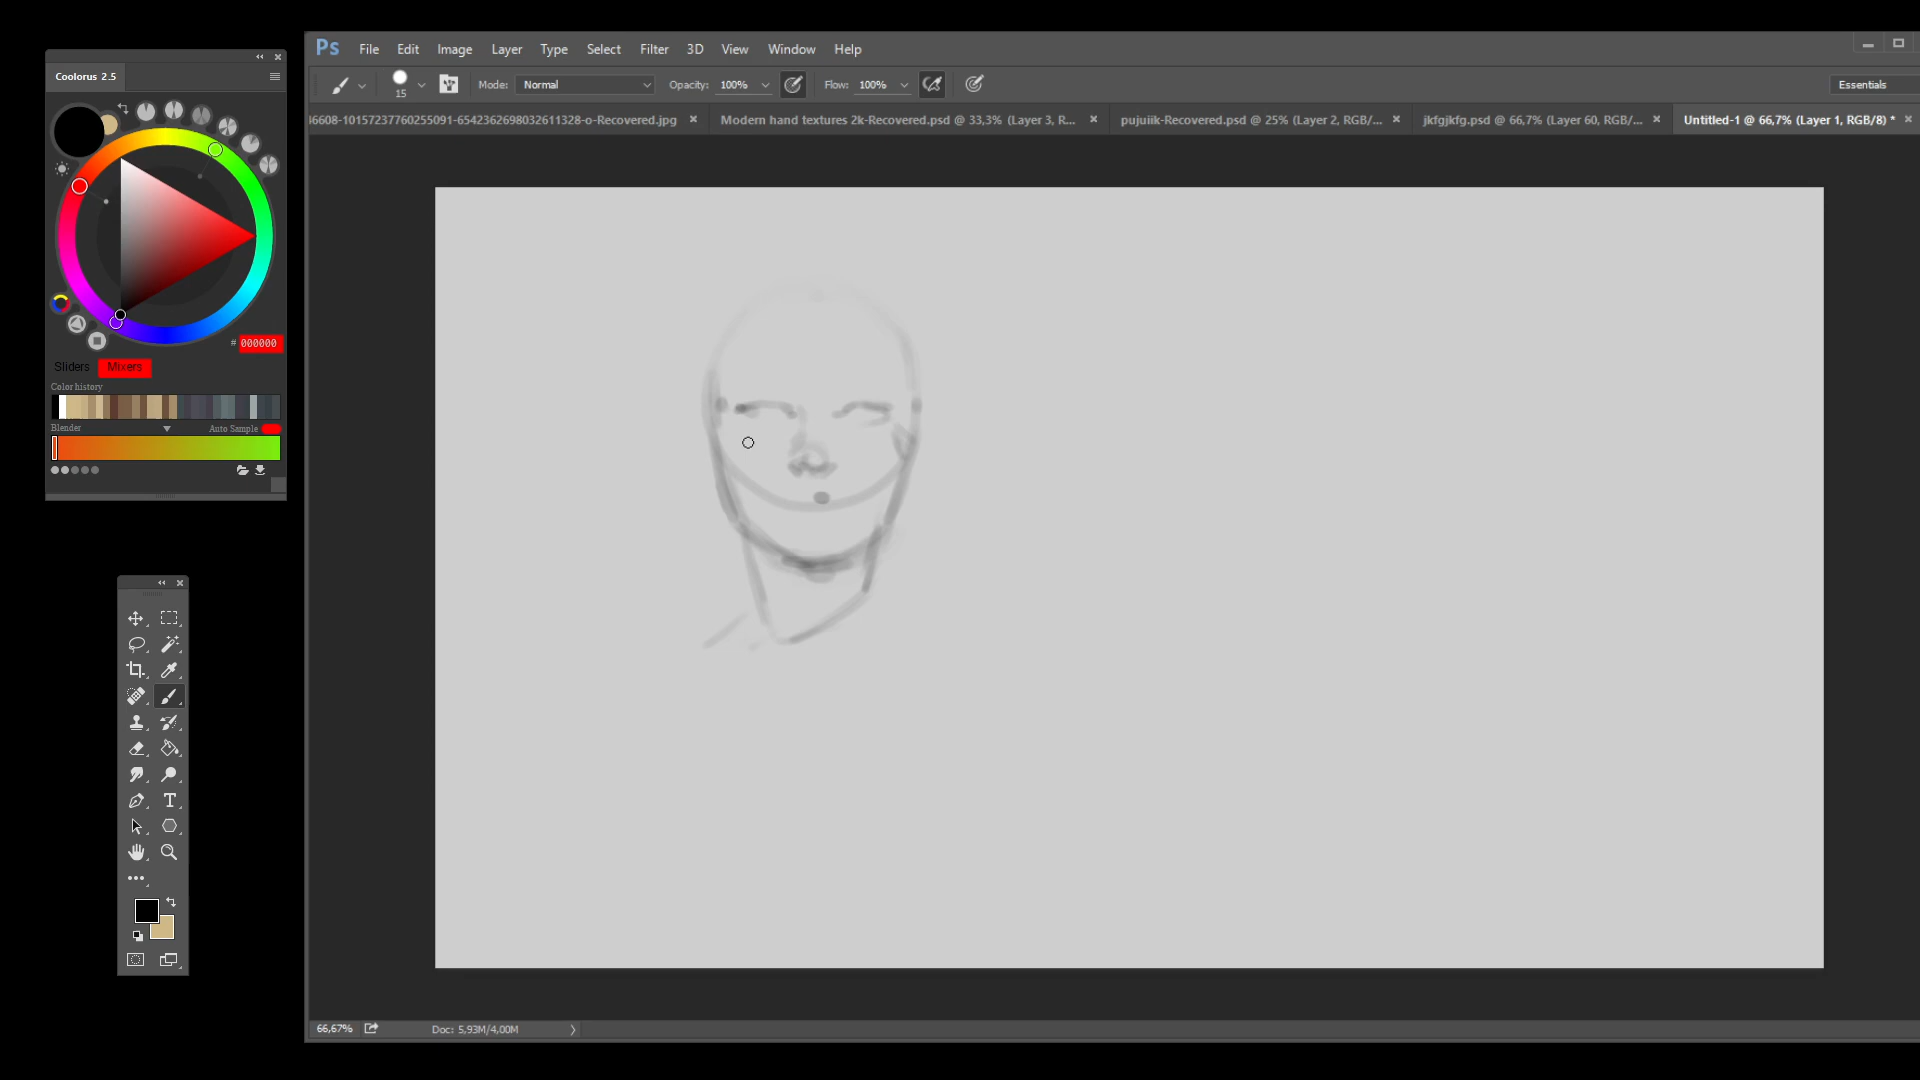 Ps File Edit Image Layer Type Select Filter 3D View Window Help
15 Mode: Normal Opacity: 100% Flow: 100% Essentials
36608-10157237760255091-6542362698032611328-o-Recovered.jpg Modern hand textures 2k-Recovered.psd @ 33,3% (Layer 3, R... pujuiik-Recovered.psd @ 25% (Layer 2, RGB/... jkfgjkfg.psd @ 66,7% (Layer 60, RGB/... Untitled-1 @ 66,7% (Layer 1, RGB/8) *
Coolorus 2.5
# 000000
Sliders Mixers
Color history
Blender Auto Sample
66,67% Doc: 5,93M/4,00M